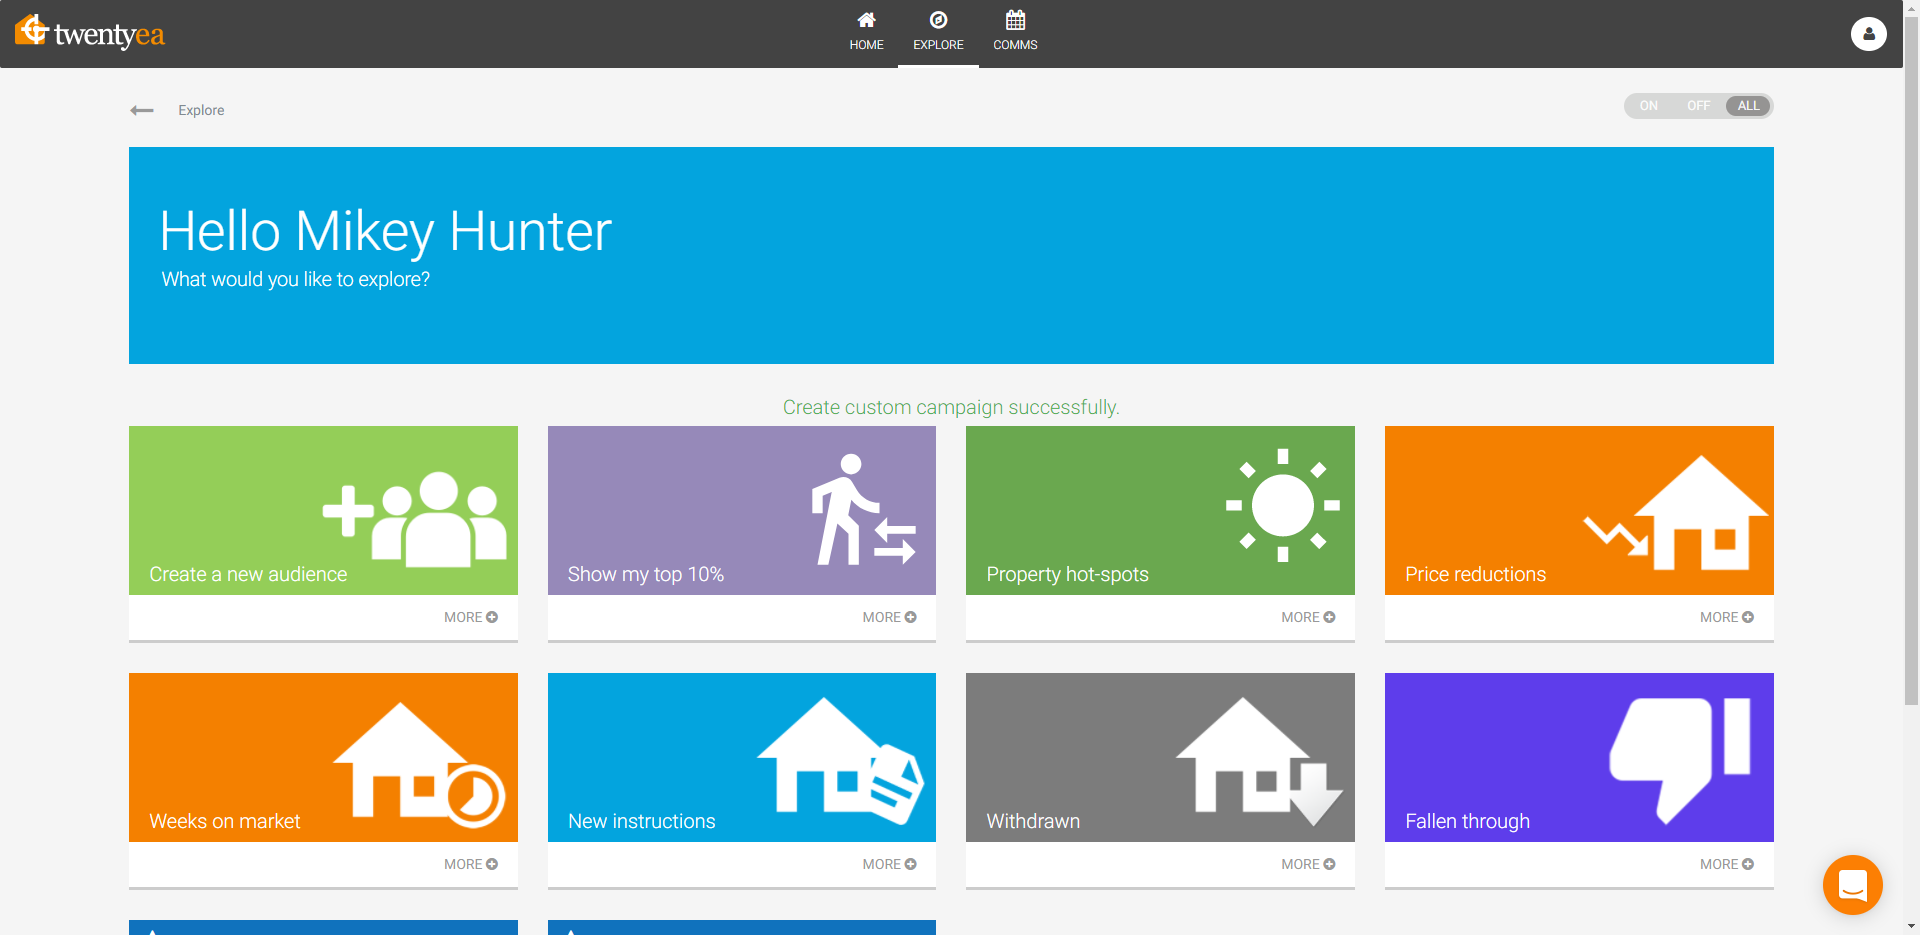 twentyea
HOME
EXPLORE
COMMS
Explore
ON OFF ALL
Hello Mikey Hunter
What would you like to explore?
Create custom campaign successfully.
Create a new audience
MORE
Show my top 10%
MORE
Property hot-spots
MORE
Price reductions
MORE
Weeks on market
MORE
New instructions
MORE
Withdrawn
MORE
Fallen through
MORE